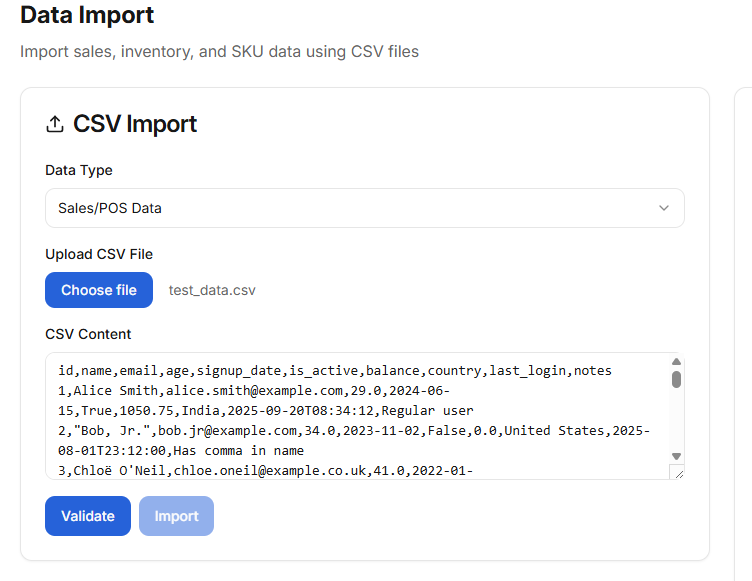 Data Import
Import sales, inventory, and SKU data using CSV files
CSV Import
Data Type
Sales/POS Data
Upload CSV File
Choose file test_data.csv
CSV Content
id,name,email,age,signup_date,is_active,balance,country,last_login,notes
1,Alice Smith,alice.smith@example.com,29.0,2024-06-
15,True,1050.75,India,2025-09-20T08:34:12,Regular user
2,"Bob, Jr.",bob.jr@example.com,34.0,2023-11-02,False,0.0,United States,2025-
08-01T23:12:00,Has comma in name
3,Chloë O'Neil,chloe.oneil@example.co.uk,41.0,2022-01-
Validate Import